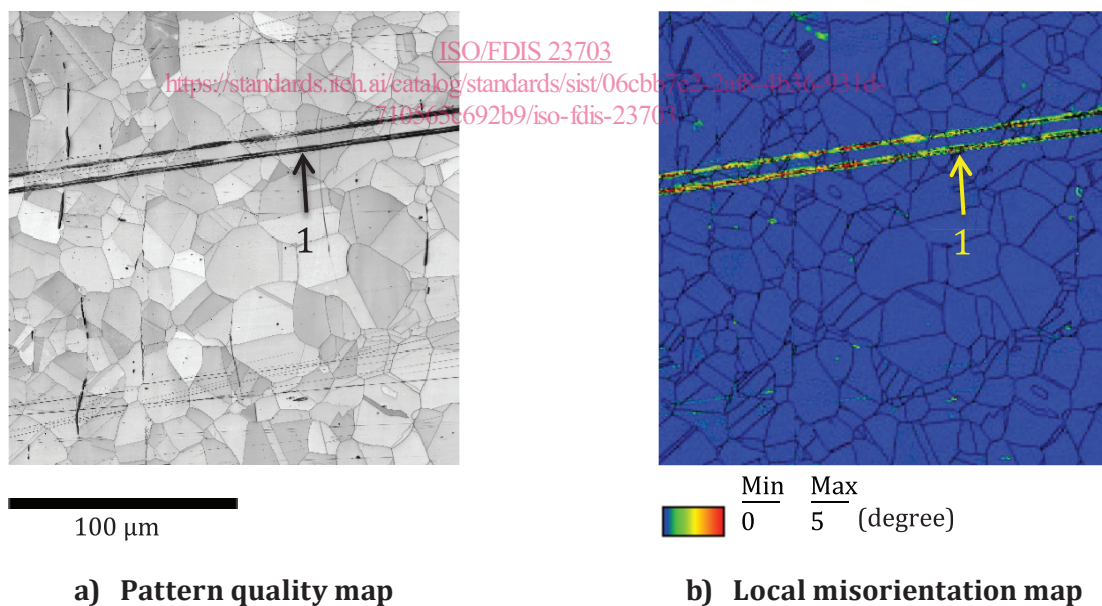 ISO/FDIS 23703
https://standards.iteh.ai/catalog/standards/sist/06cbb7e2-2af8-4b36-931d-
710565c692b9/iso-fdis-23703
1
1
100 μm
Min Max
0 5 (degree)
a) Pattern quality map
b) Local misorientation map